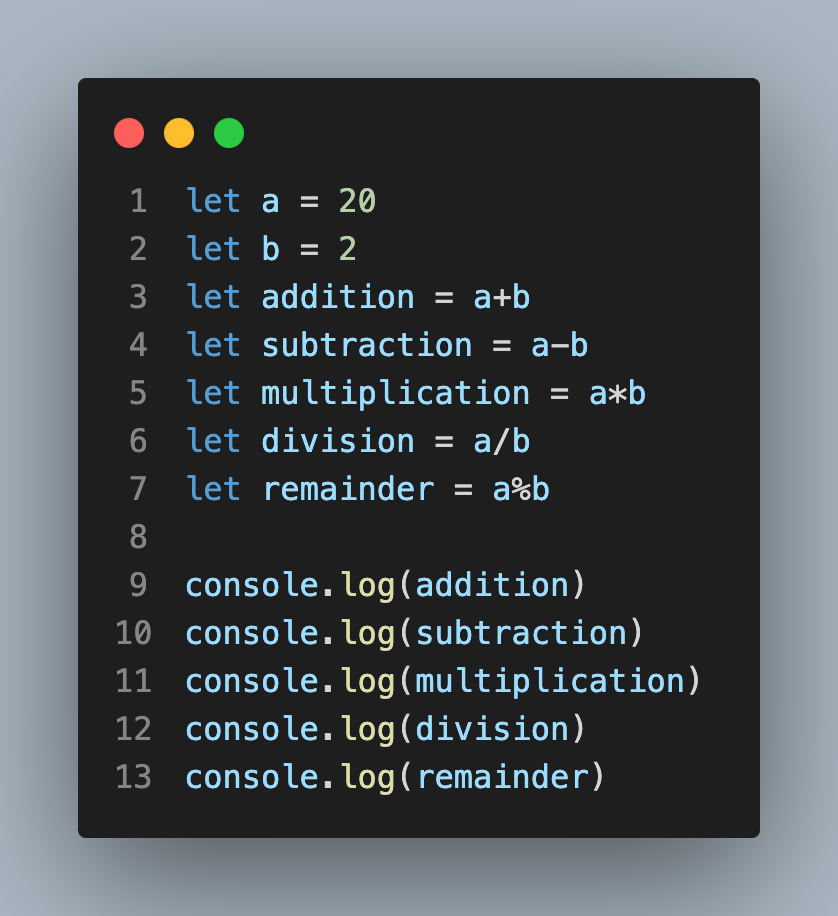 1 let a = 20
2 let b = 2
3 let addition = a+b
4 let subtraction = a-b
5 let multiplication = a*b
6 let division = a/b
7 let remainder = a%b
8
9 console.log(addition)
10 console.log(subtraction)
11 console.log(multiplication)
12 console.log(division)
13 console.log(remainder)